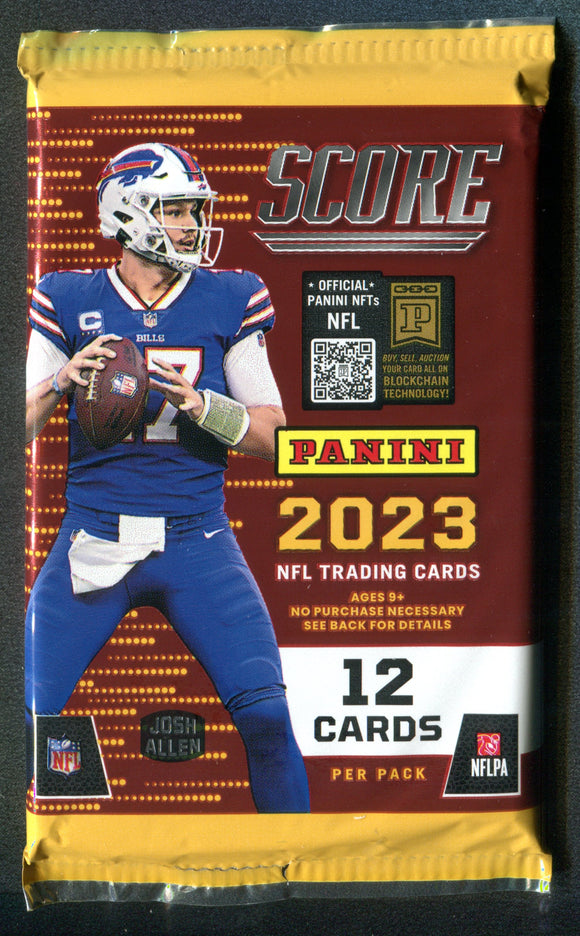 SCORE
★ OFFICIAL ★
PANINI NFTs
NFL
P
BUY, SELL, AUCTION
YOUR CARD ALL ON
BLOCKCHAIN
TECHNOLOGY!
BILLS
17
C
NFL
PANINI
2023
NFL TRADING CARDS
AGES 9+
NO PURCHASE NECESSARY
SEE BACK FOR DETAILS
12
CARDS
PER PACK
JOSH
ALLEN
NFL
NFLPA